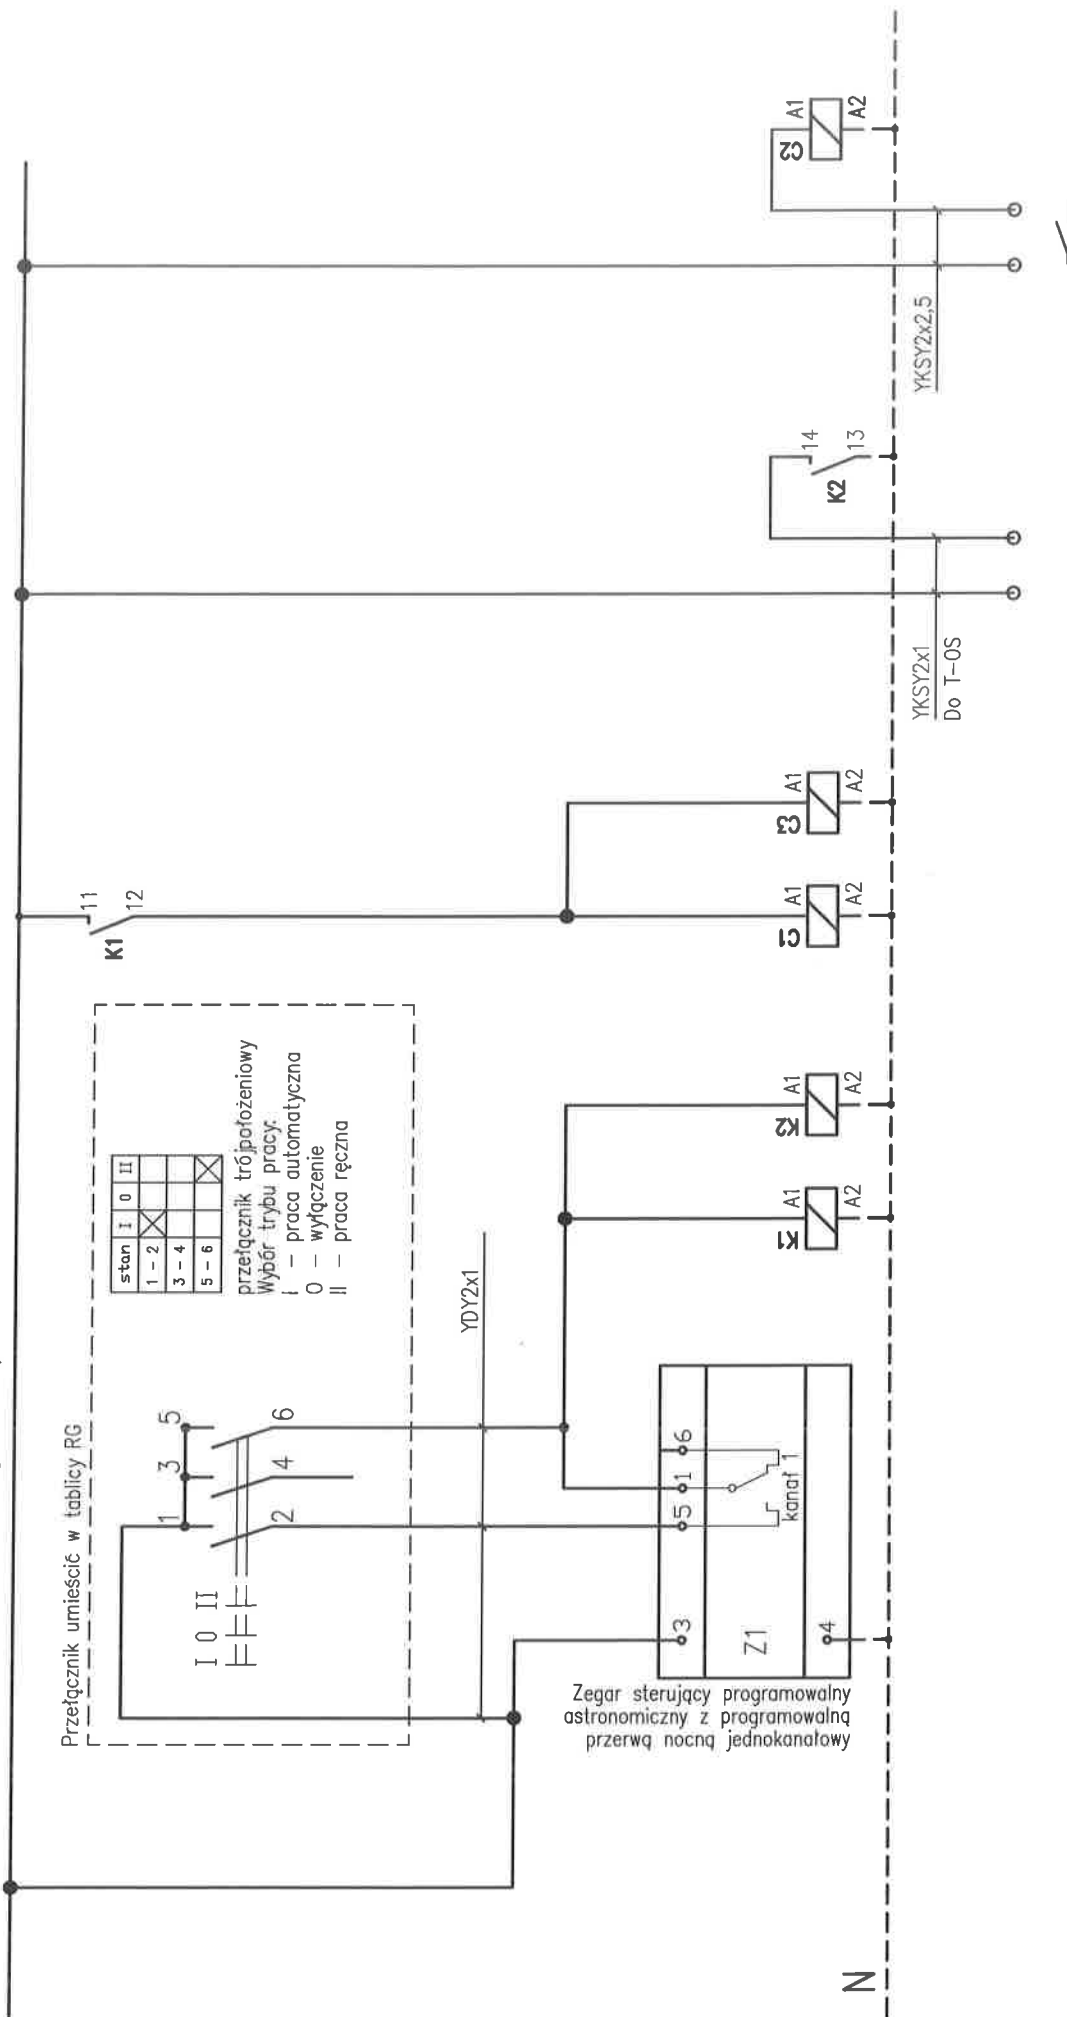 Przełącznik umieścić w tablicy RG
I 0 II
1
3
5
2
4
6
stan I 0 II
1 - 2
3 - 4
5 - 6
przełącznik trójpołożeniowy
Wybór trybu pracy:
I - praca automatyczna
0 - wyłączenie
II - praca ręczna
YDY2x1
Zegar sterujący programowalny
astronomiczny z programowalną
przerwą nocną jednokanałowy
3
5
1
6
Z1
kanał 1
4
K1
A1
A2
K2
A1
A2
K1
11
12
C1
A1
A2
C3
A1
A2
YKSY2x1
Do T-OS
K2
14
13
YKSY2x2,5
C2
A1
A2
N